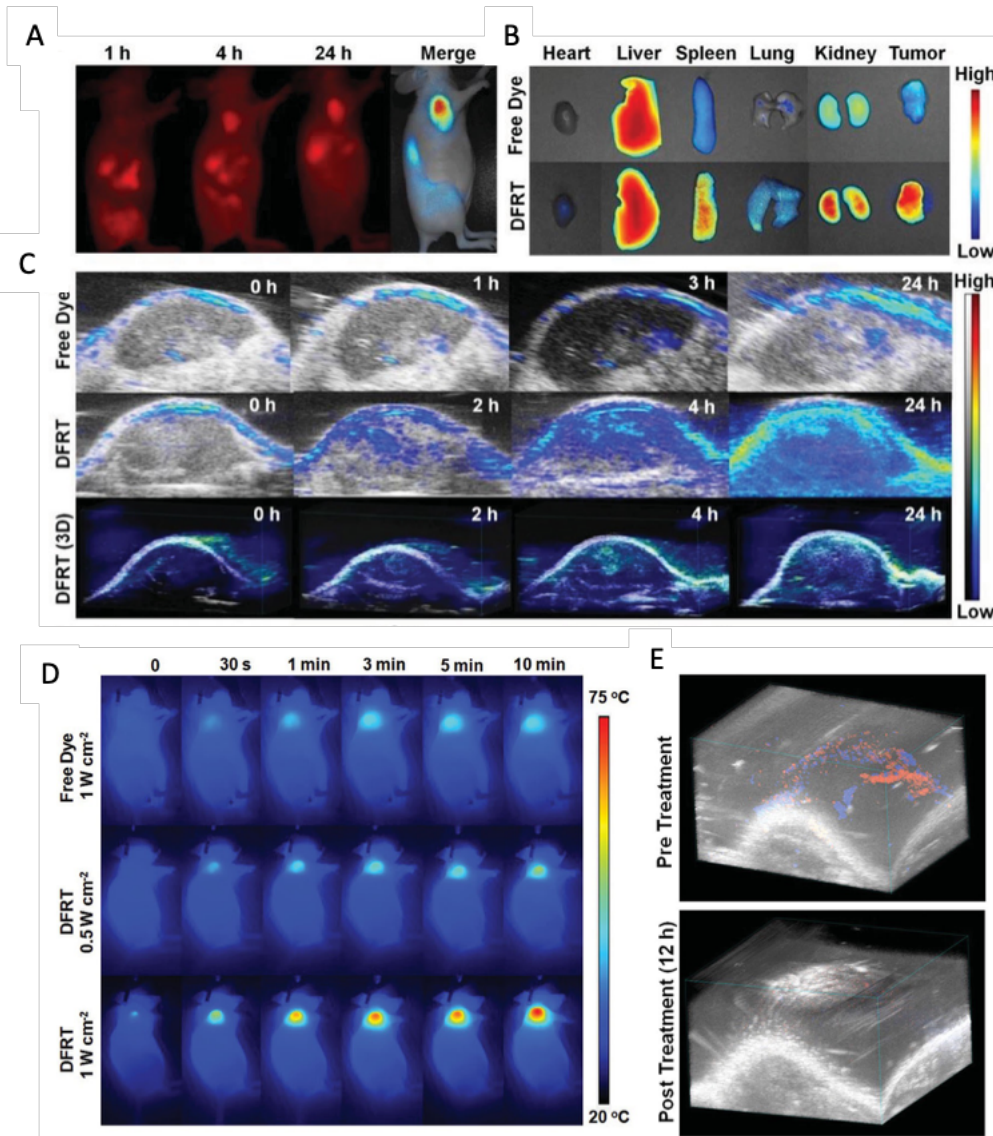 A
1 h 4 h 24 h Merge
B
Heart Liver Spleen Lung Kidney Tumor
Free Dye
DFRT
High
Low
C
Free Dye
0 h 1 h 3 h 24 h
DFRT
0 h 2 h 4 h 24 h
DFRT (3D)
0 h 2 h 4 h 24 h
High
Low
D
0 30 s 1 min 3 min 5 min 10 min
Free Dye
1 W cm⁻²
DFRT
0.5 W cm⁻²
DFRT
1 W cm⁻²
75 ºC
20 ºC
E
Pre Treatment
Post Treatment (12 h)